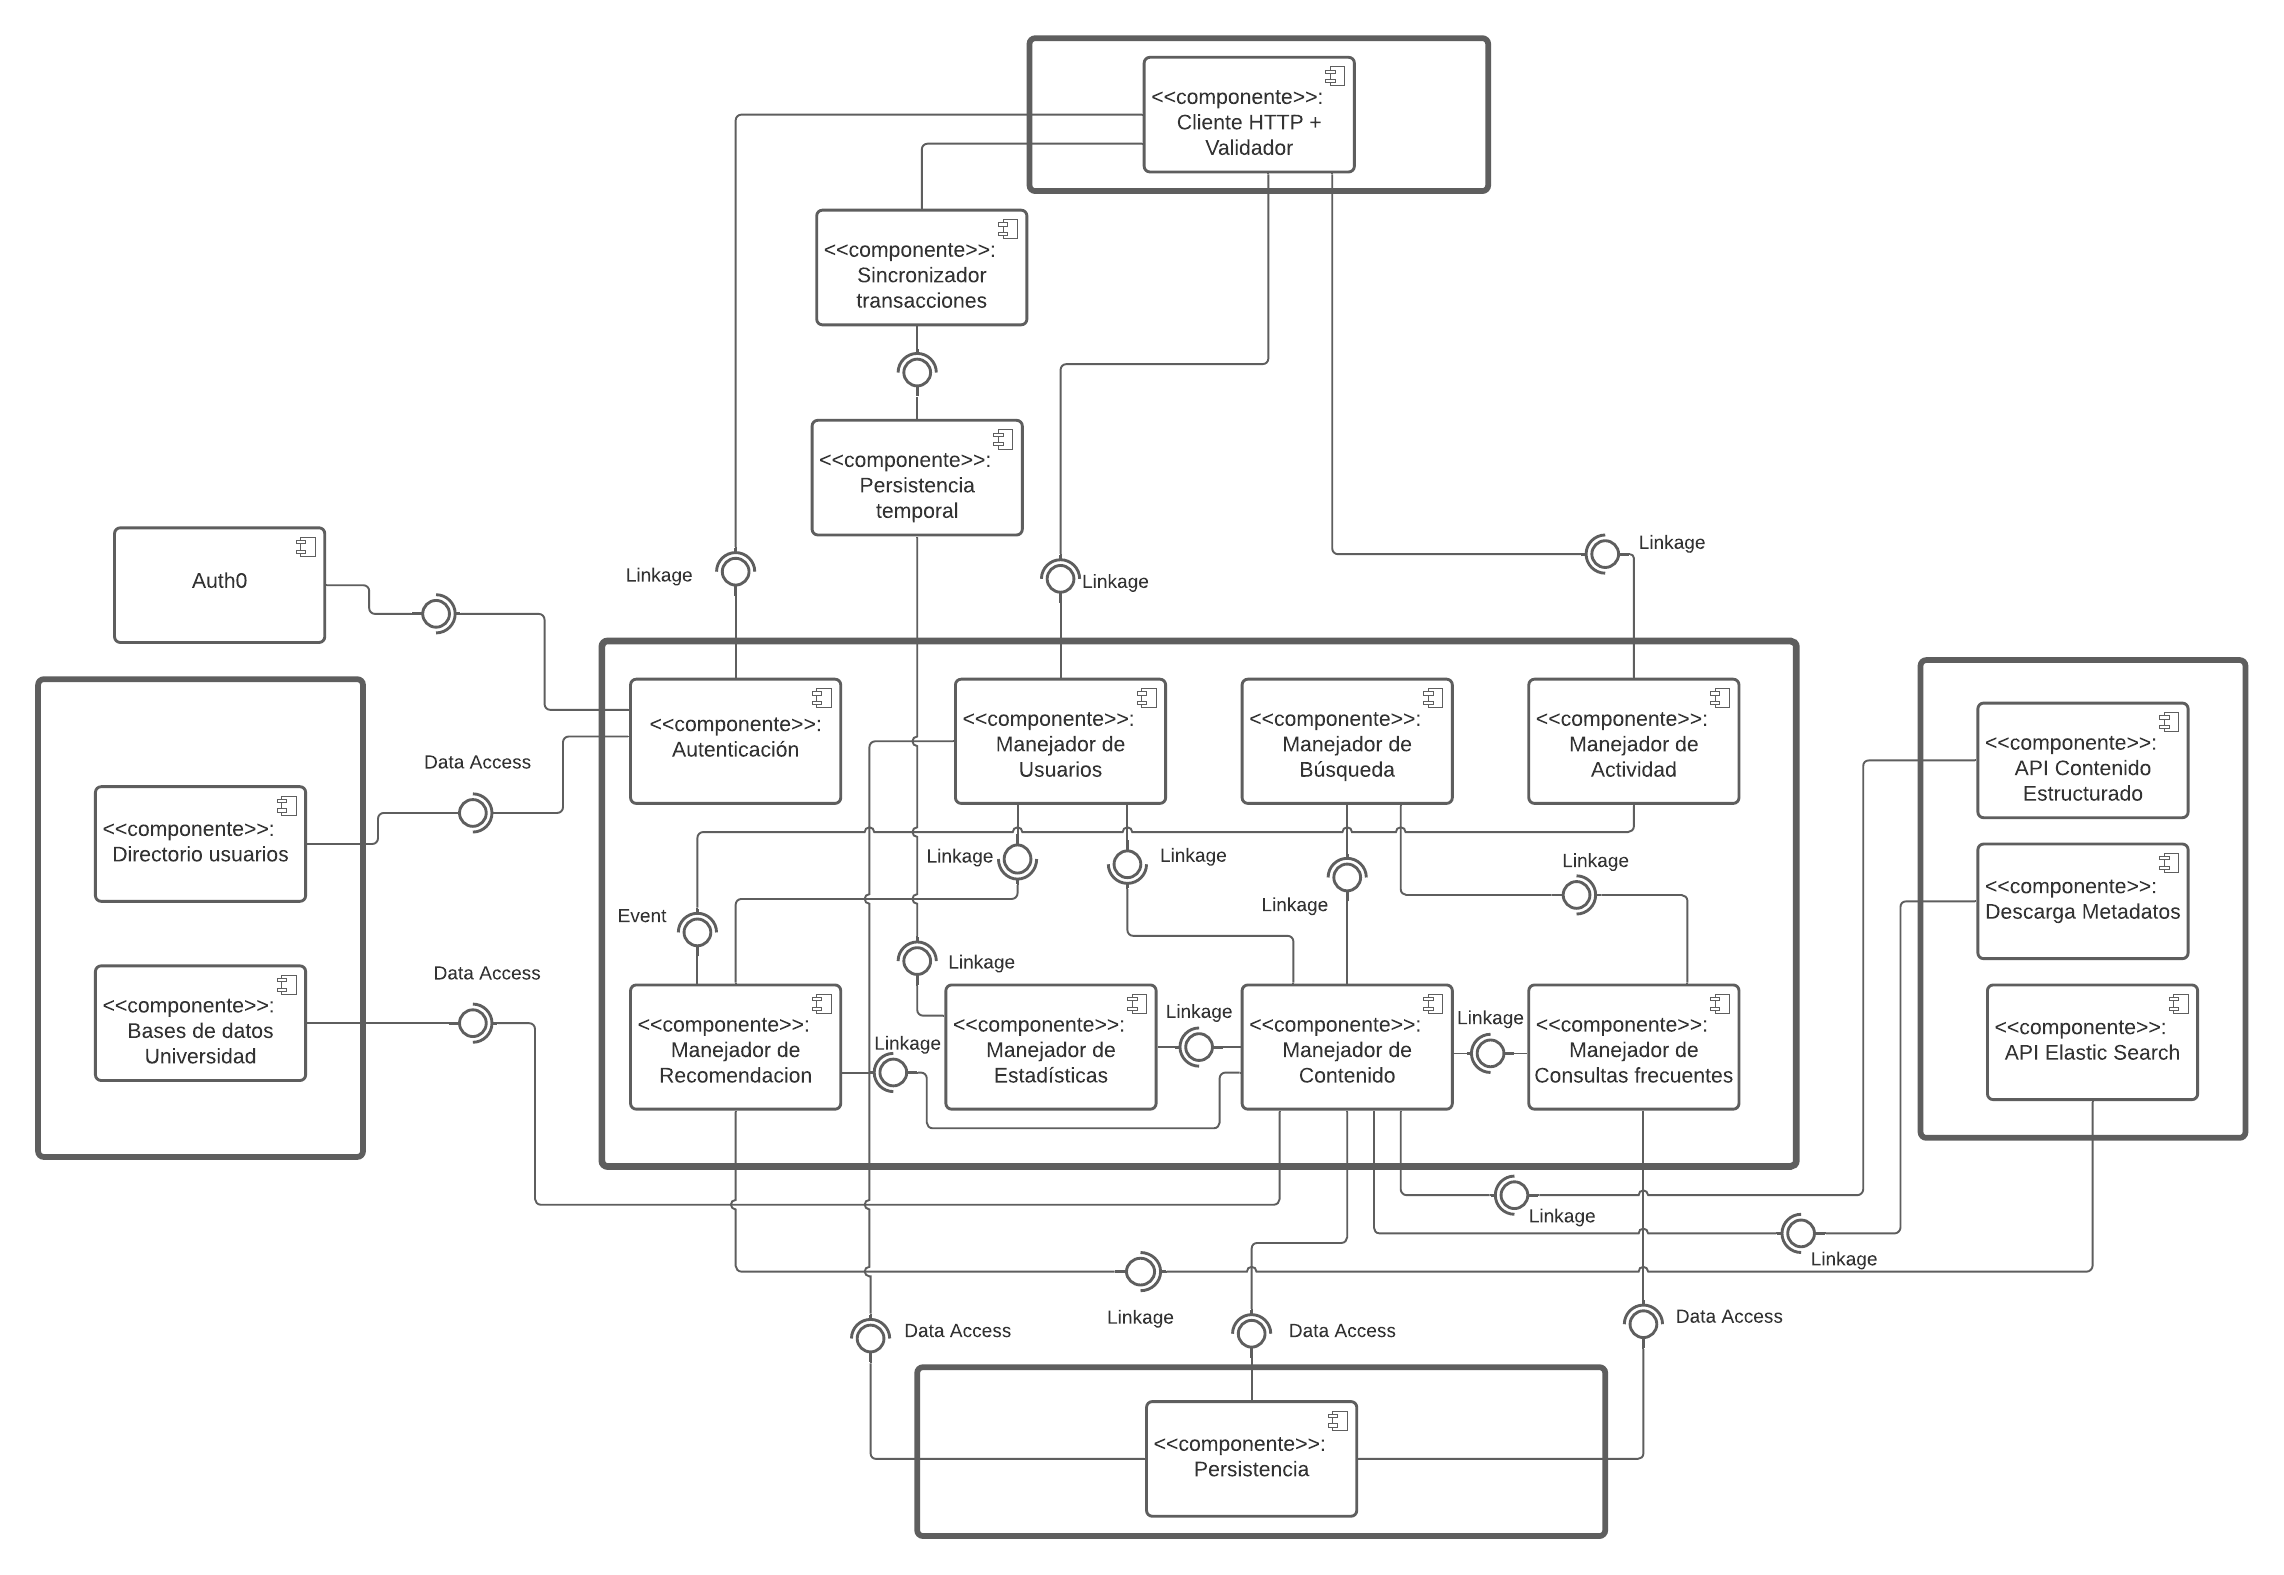 <<componente>>:
Cliente HTTP +
Validador
<<componente>>:
Sincronizador
transacciones
<<componente>>:
Persistencia
temporal
Auth0
Linkage
Linkage
Linkage
<<componente>>:
Autenticación
<<componente>>:
Manejador de
Usuarios
<<componente>>:
Manejador de
Búsqueda
<<componente>>:
Manejador de
Actividad
<<componente>>:
API Contenido
Estructurado
Data Access
<<componente>>:
Directorio usuarios
Linkage
Linkage
Linkage
Linkage
<<componente>>:
Descarga Metadatos
Event
Data Access
Linkage
<<componente>>:
Bases de datos
Universidad
<<componente>>:
Manejador de
Recomendacion
Linkage
<<componente>>:
Manejador de
Estadísticas
Linkage
<<componente>>:
Manejador de
Contenido
Linkage
<<componente>>:
Manejador de
Consultas frecuentes
<<componente>>:
API Elastic Search
Linkage
Linkage
Linkage
Data Access
Data Access
Data Access
<<componente>>:
Persistencia